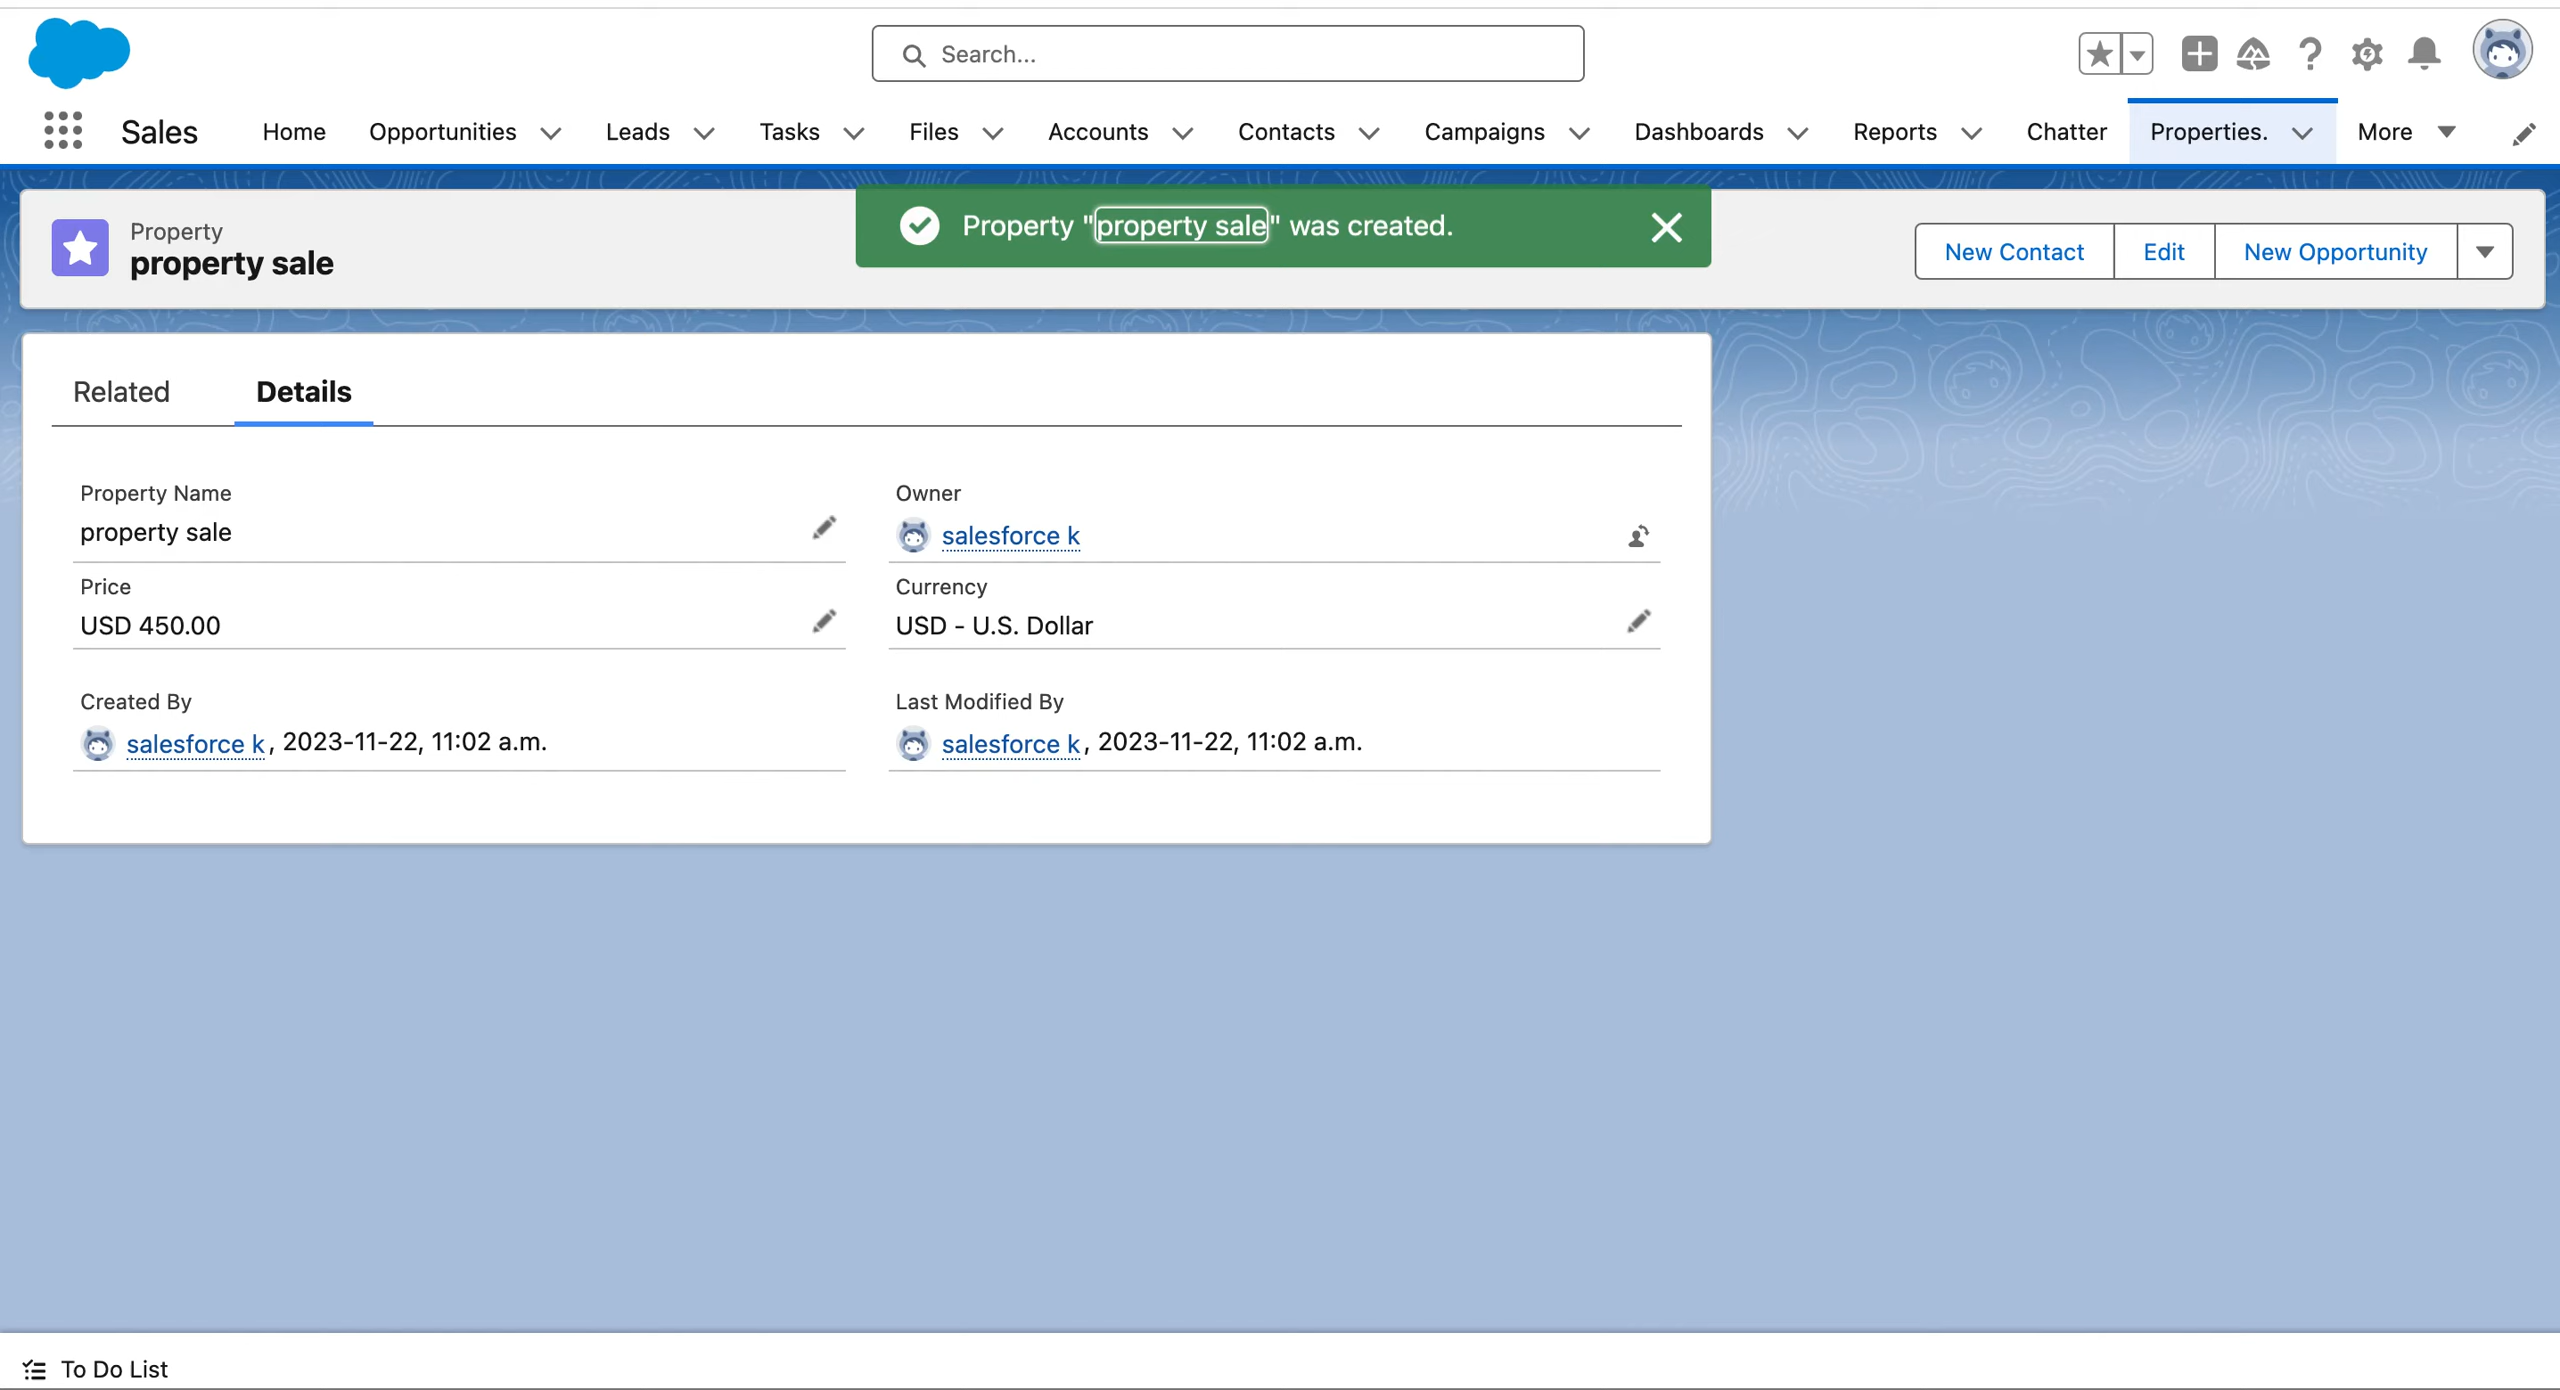 Search...
Sales
Home
Opportunities
Leads
Tasks
Files
Accounts
Contacts
Campaigns
Dashboards
Reports
Chatter
Properties.
More
Property
property sale
Property "property sale" was created.
New Contact
Edit
New Opportunity
Related
Details
Property Name
property sale
Owner
salesforce k
Price
USD 450.00
Currency
USD - U.S. Dollar
Created By
salesforce k, 2023-11-22, 11:02 a.m.
Last Modified By
salesforce k, 2023-11-22, 11:02 a.m.
To Do List